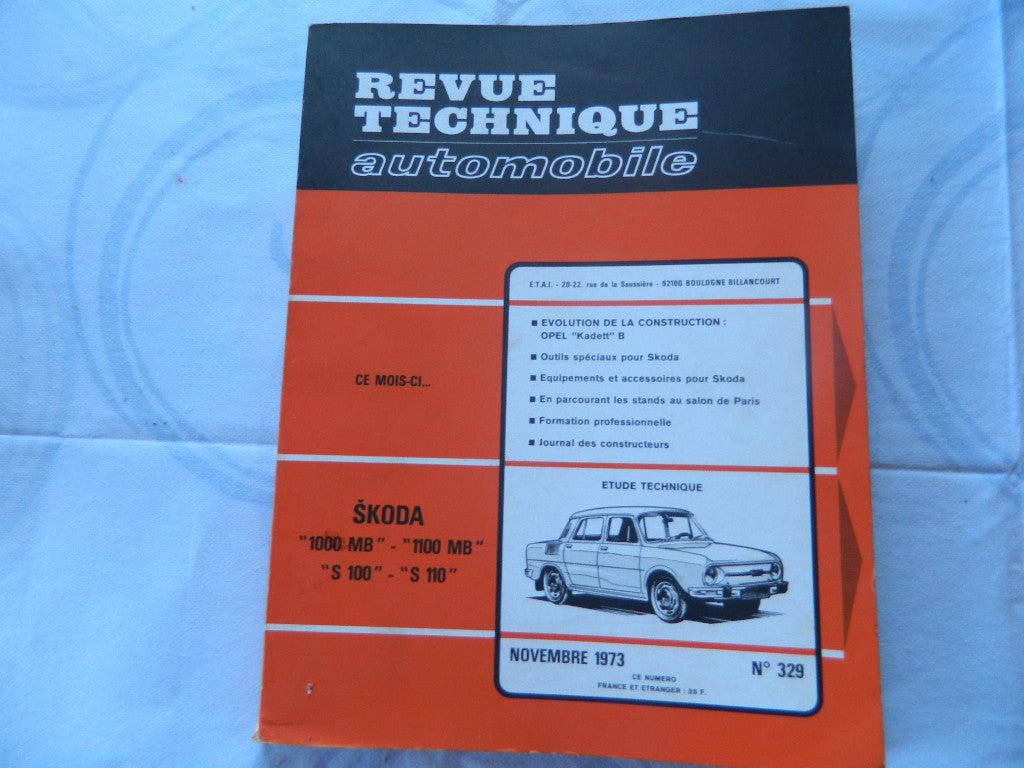 REVUE
TECHNIQUE
automobile
E.T.A.I. - 20-22, rue de la Saussière - 92100 BOULOGNE BILLANCOURT
■ EVOLUTION DE LA CONSTRUCTION :
OPEL "Kadett" B
■ Outils spéciaux pour Skoda
■ Equipements et accessoires pour Skoda
■ En parcourant les stands au salon de Paris
■ Formation professionnelle
■ Journal des constructeurs
CE MOIS-CI...
ETUDE TECHNIQUE
ŠKODA
"1000 MB" - "1100 MB"
"S 100" - "S 110"
NOVEMBRE 1973
N° 329
CE NUMERO
FRANCE ET ETRANGER : 25 F.